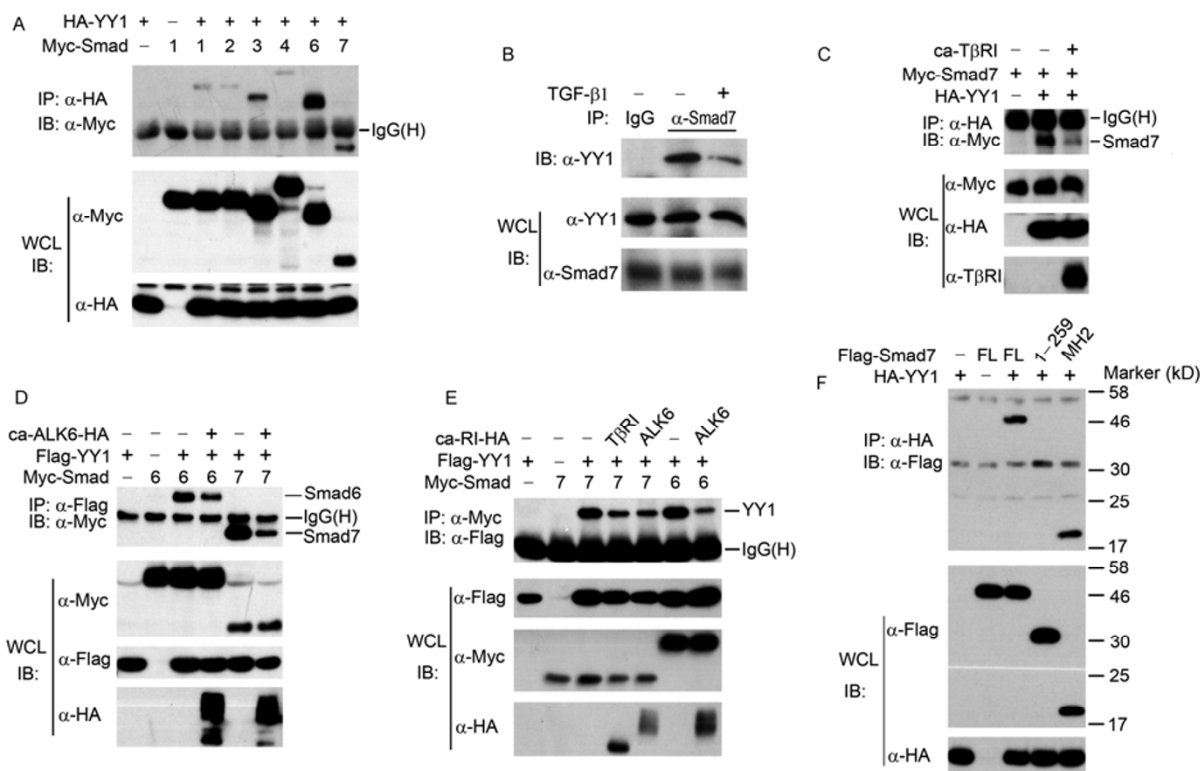 A
HA-YY1 + − + + + + + +
Myc-Smad − 1 1 2 3 4 6 7
IP: α-HA
IB: α-Myc
IgG(H)
WCL
IB:
α-Myc
α-HA
B
TGF-β1 − +
IP: IgG α-Smad7
IB: α-YY1
WCL
IB:
α-YY1
α-Smad7
C
ca-TβRI − − +
Myc-Smad7 + + +
HA-YY1 − + +
IP: α-HA
IB: α-Myc
IgG(H)
Smad7
WCL
IB:
α-Myc
α-HA
α-TβRI
D
ca-ALK6-HA − − − + − +
Flag-YY1 + − + + + +
Myc-Smad − 6 6 6 7 7
IP: α-Flag
IB: α-Myc
Smad6
IgG(H)
Smad7
WCL
IB:
α-Myc
α-Flag
α-HA
E
ca-RI-HA − − − TβRI ALK6 − ALK6
Flag-YY1 + − + + + + +
Myc-Smad − 7 7 7 7 6 6
IP: α-Myc
IB: α-Flag
YY1
IgG(H)
WCL
IB:
α-Flag
α-Myc
α-HA
F
Flag-Smad7 − FL FL 1−259 MH2
HA-YY1 + − + + +
Marker (kD)
IP: α-HA
IB: α-Flag
58
46
30
25
17
WCL
IB:
α-Flag
58
46
30
25
17
α-HA